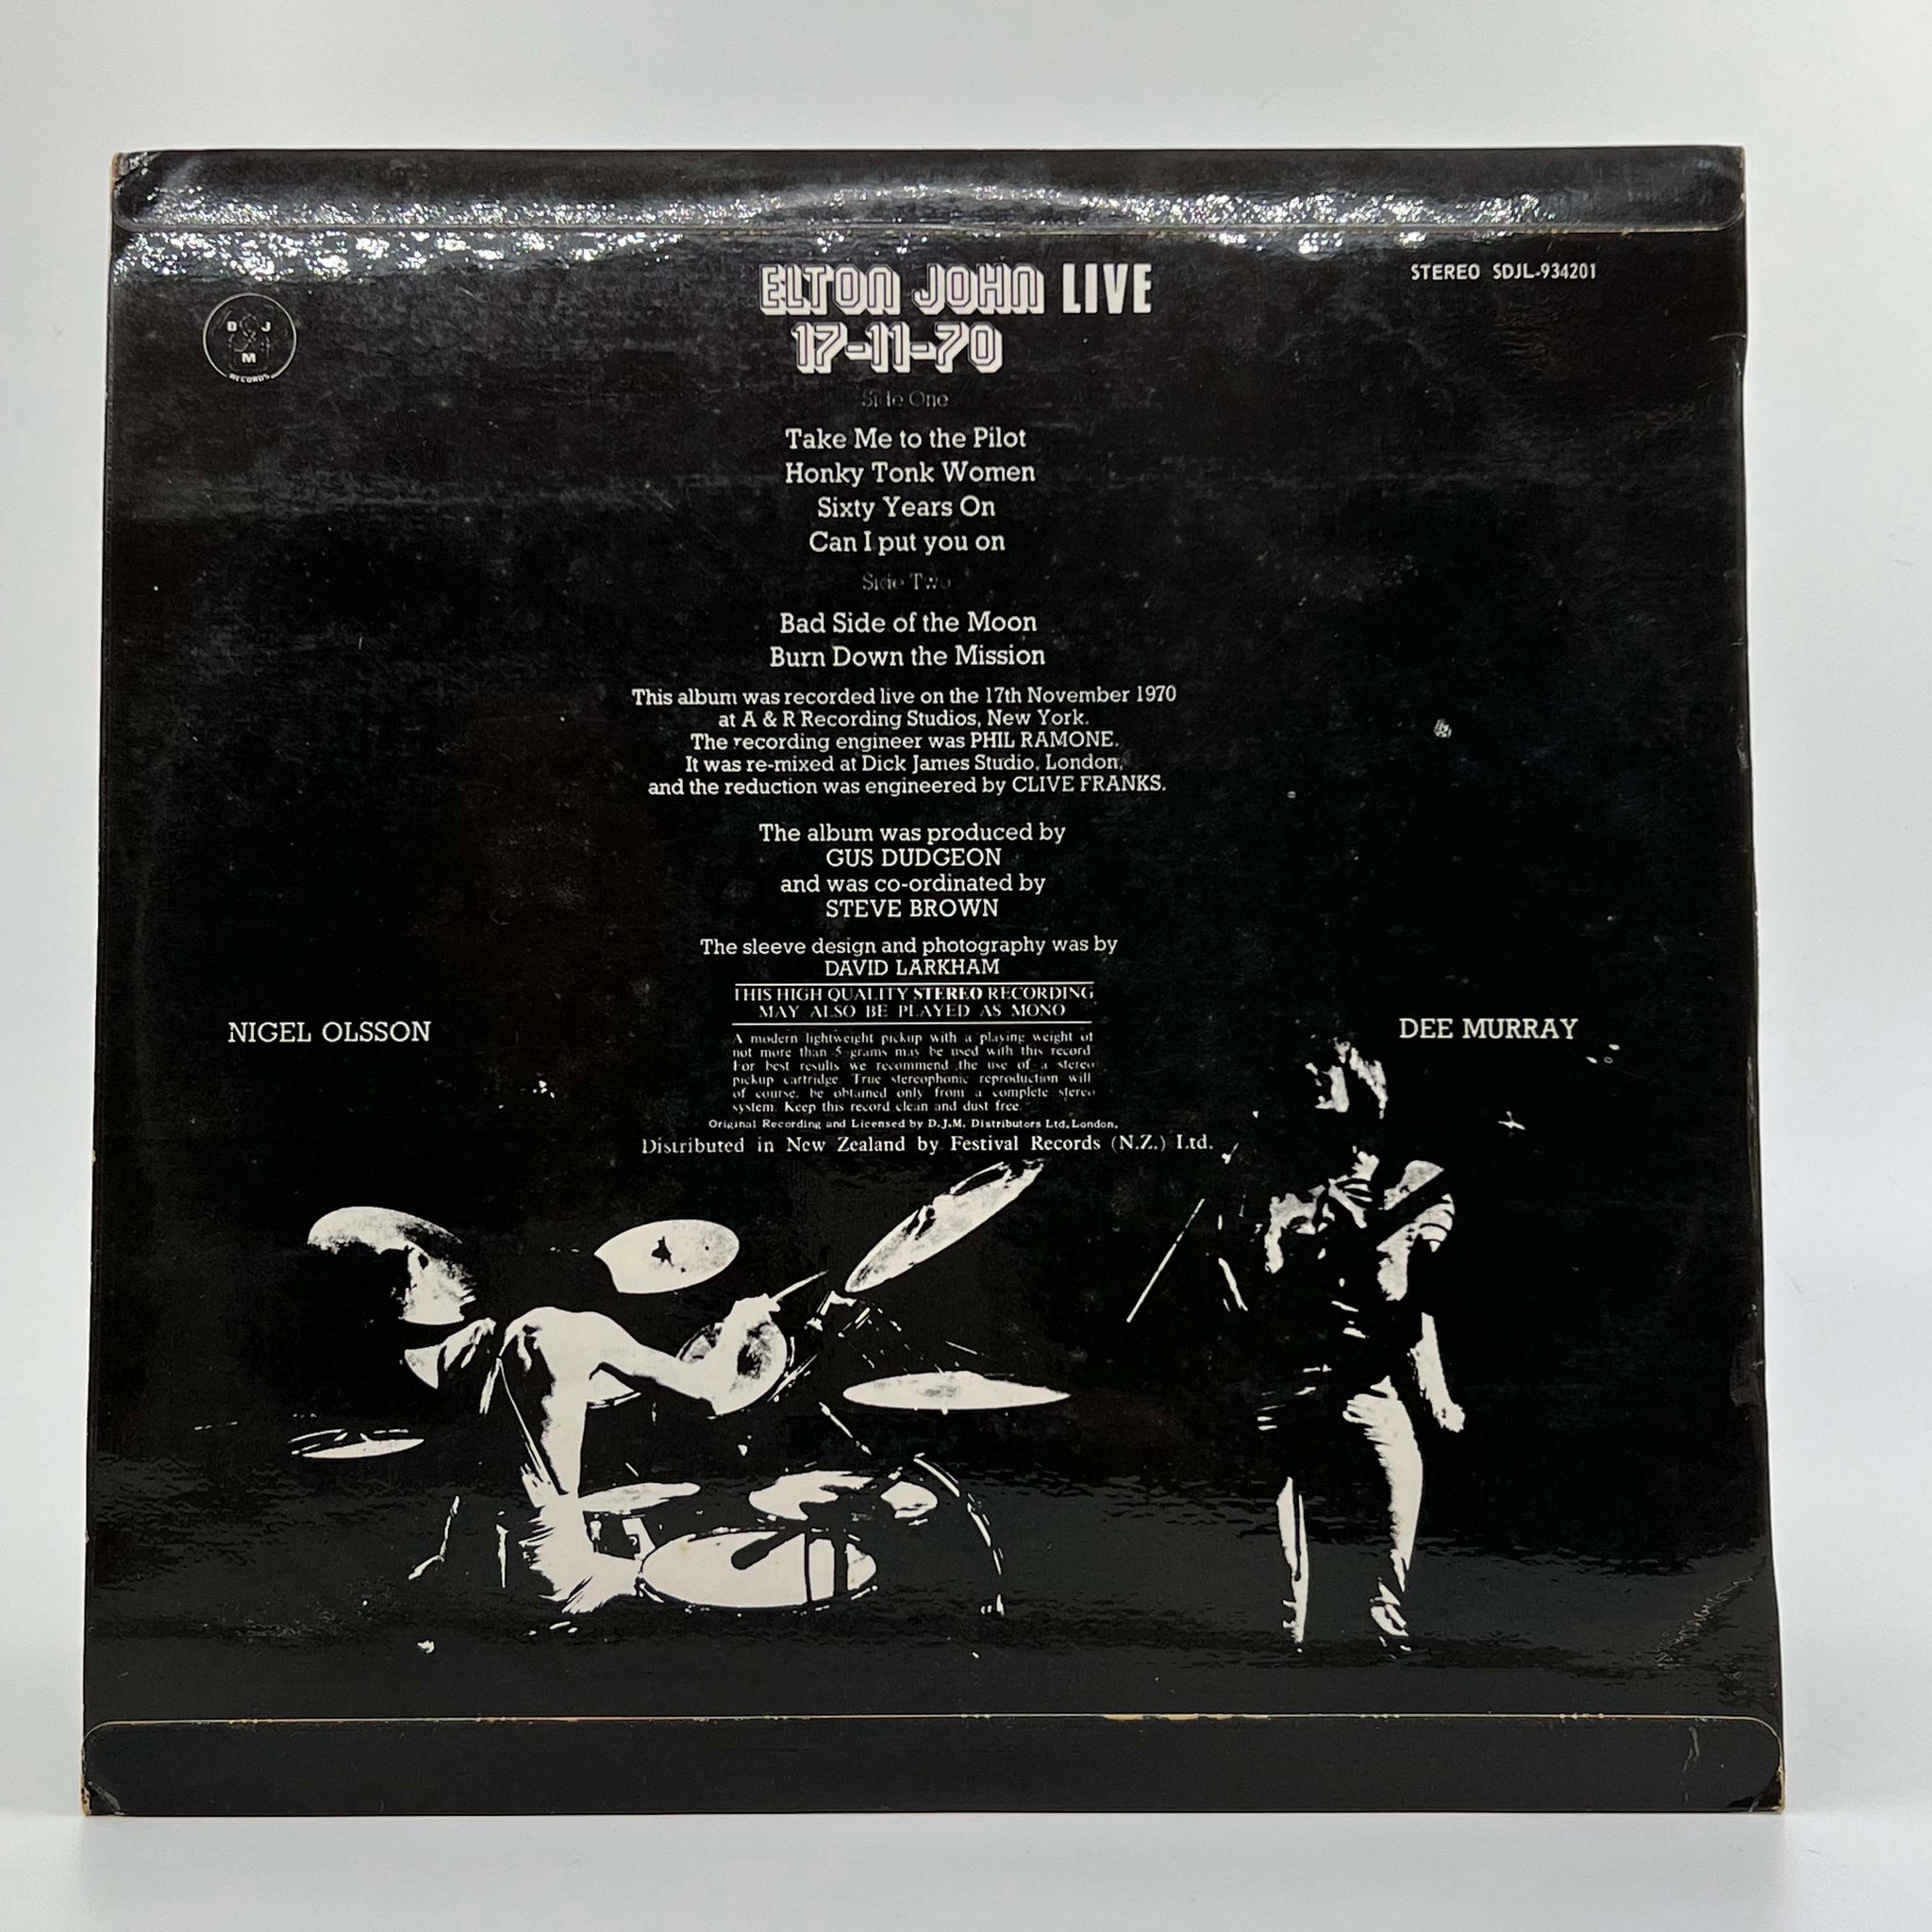 ELTON JOHN LIVE
17-11-70
STEREO SDJL-934201
D J
M
RECORDS
Side One
Take Me to the Pilot
Honky Tonk Women
Sixty Years On
Can I put you on
Side Two
Bad Side of the Moon
Burn Down the Mission
This album was recorded live on the 17th November 1970
at A & R Recording Studios, New York.
The recording engineer was PHIL RAMONE.
It was re-mixed at Dick James Studio, London,
and the reduction was engineered by CLIVE FRANKS.
The album was produced by
GUS DUDGEON
and was co-ordinated by
STEVE BROWN
The sleeve design and photography was by
DAVID LARKHAM
THIS HIGH QUALITY STEREO RECORDING
MAY ALSO BE PLAYED AS MONO
NIGEL OLSSON
DEE MURRAY
A modern lightweight pickup with a playing weight of
not more than 5 grams may be used with this record
For best results we recommend the use of a stereo
pickup cartridge. True stereophonic reproduction will
of course, be obtained only from a complete stereo
system. Keep this record clean and dust free.
Original Recording and Licensed by D.J.M. Distributors Ltd. London.
Distributed in New Zealand by Festival Records (N.Z.) Ltd.